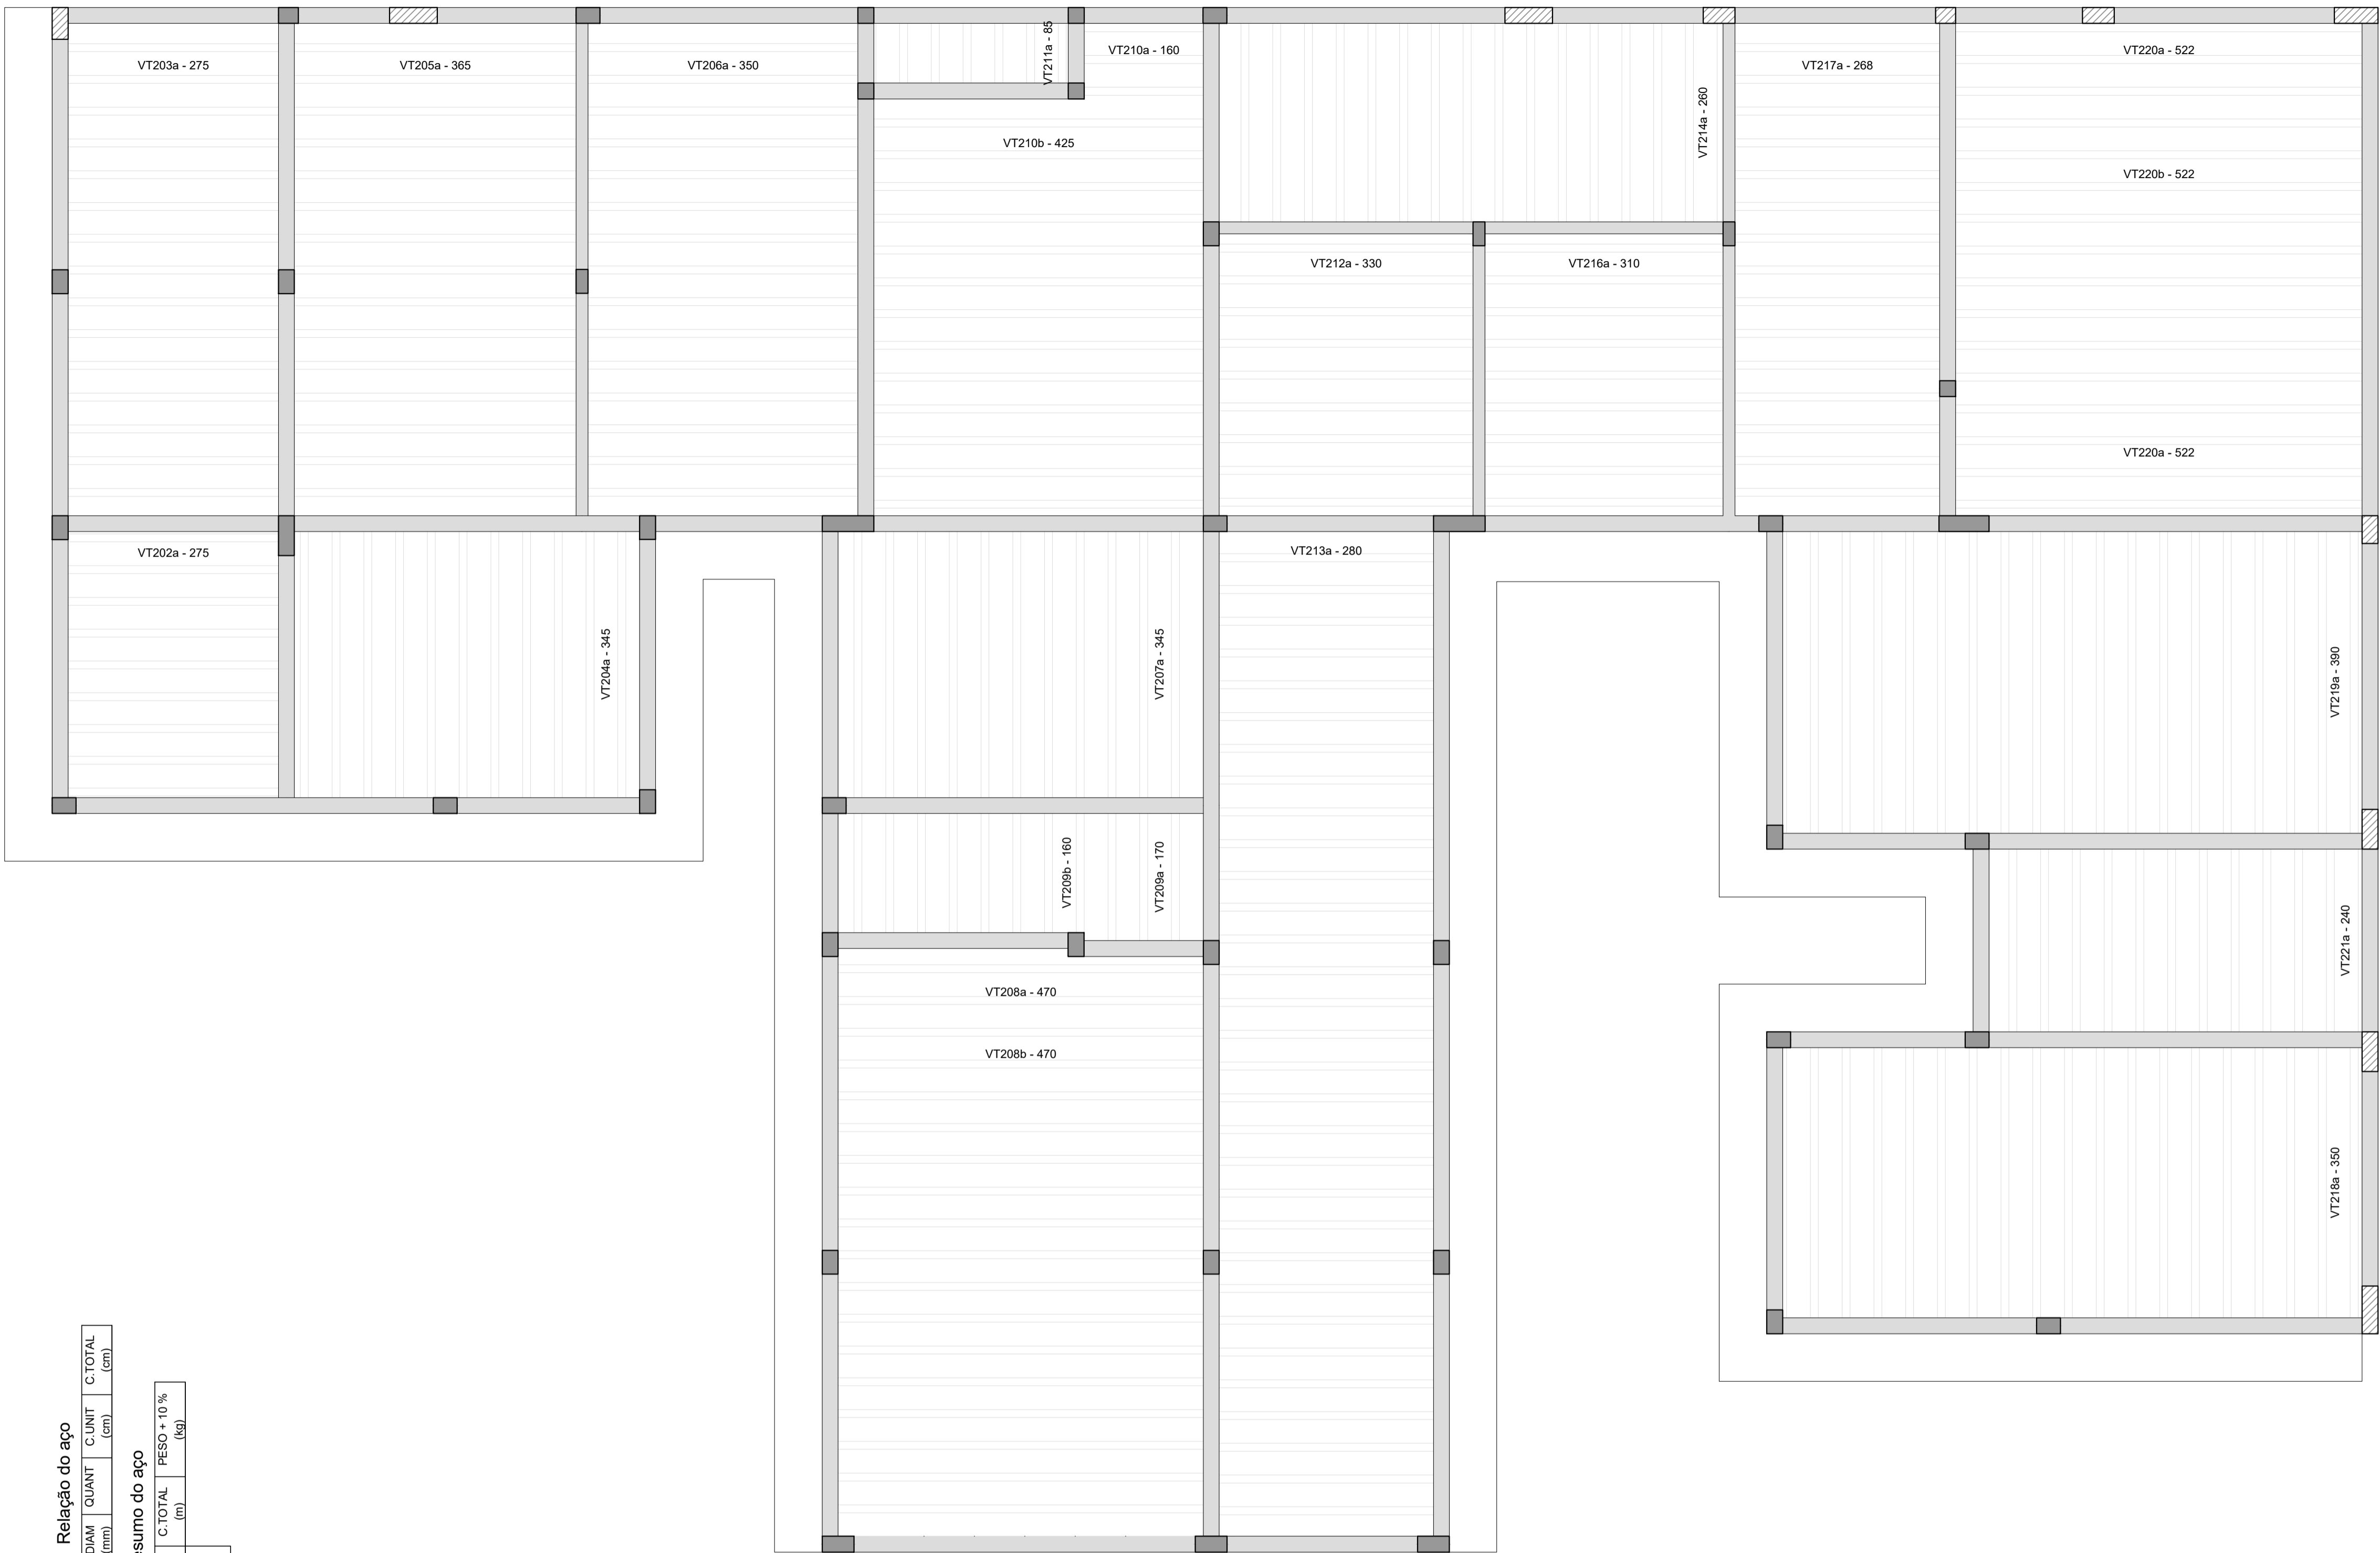 VT203a - 275
VT205a - 365
VT206a - 350
VT211a - 85
VT210a - 160
VT210b - 425
VT214a - 260
VT217a - 268
VT220a - 522
VT220b - 522
VT212a - 330
VT216a - 310
VT220a - 522
VT202a - 275
VT204a - 345
VT207a - 345
VT213a - 280
VT219a - 390
VT209b - 160
VT209a - 170
VT221a - 240
VT208a - 470
VT208b - 470
VT218a - 350
Relação do aço
DIAM (mm)
QUANT
C.UNIT (cm)
C.TOTAL (cm)
sumo do aço
C.TOTAL (m)
PESO + 10 % (kg)